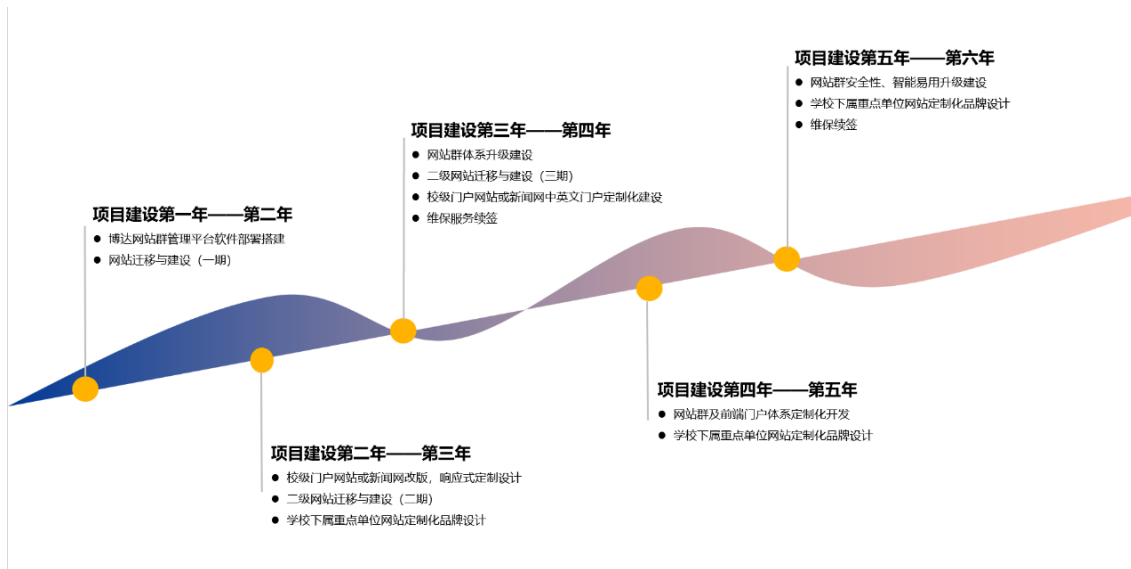 项目建设第一年——第二年
● 博达网站群管理平台软件部署搭建
● 网站迁移与建设（一期）
项目建设第二年——第三年
● 校级门户网站或新闻网改版，响应式定制设计
● 二级网站迁移与建设（二期）
● 学校下属重点单位网站定制化品牌设计
项目建设第三年——第四年
● 网站群体系升级建设
● 二级网站迁移与建设（三期）
● 校级门户网站或新闻网中英文门户定制化建设
● 维保服务续签
项目建设第四年——第五年
● 网站群及前端门户体系定制化开发
● 学校下属重点单位网站定制化品牌设计
项目建设第五年——第六年
● 网站群安全性、智能易用升级建设
● 学校下属重点单位网站定制化品牌设计
● 维保续签